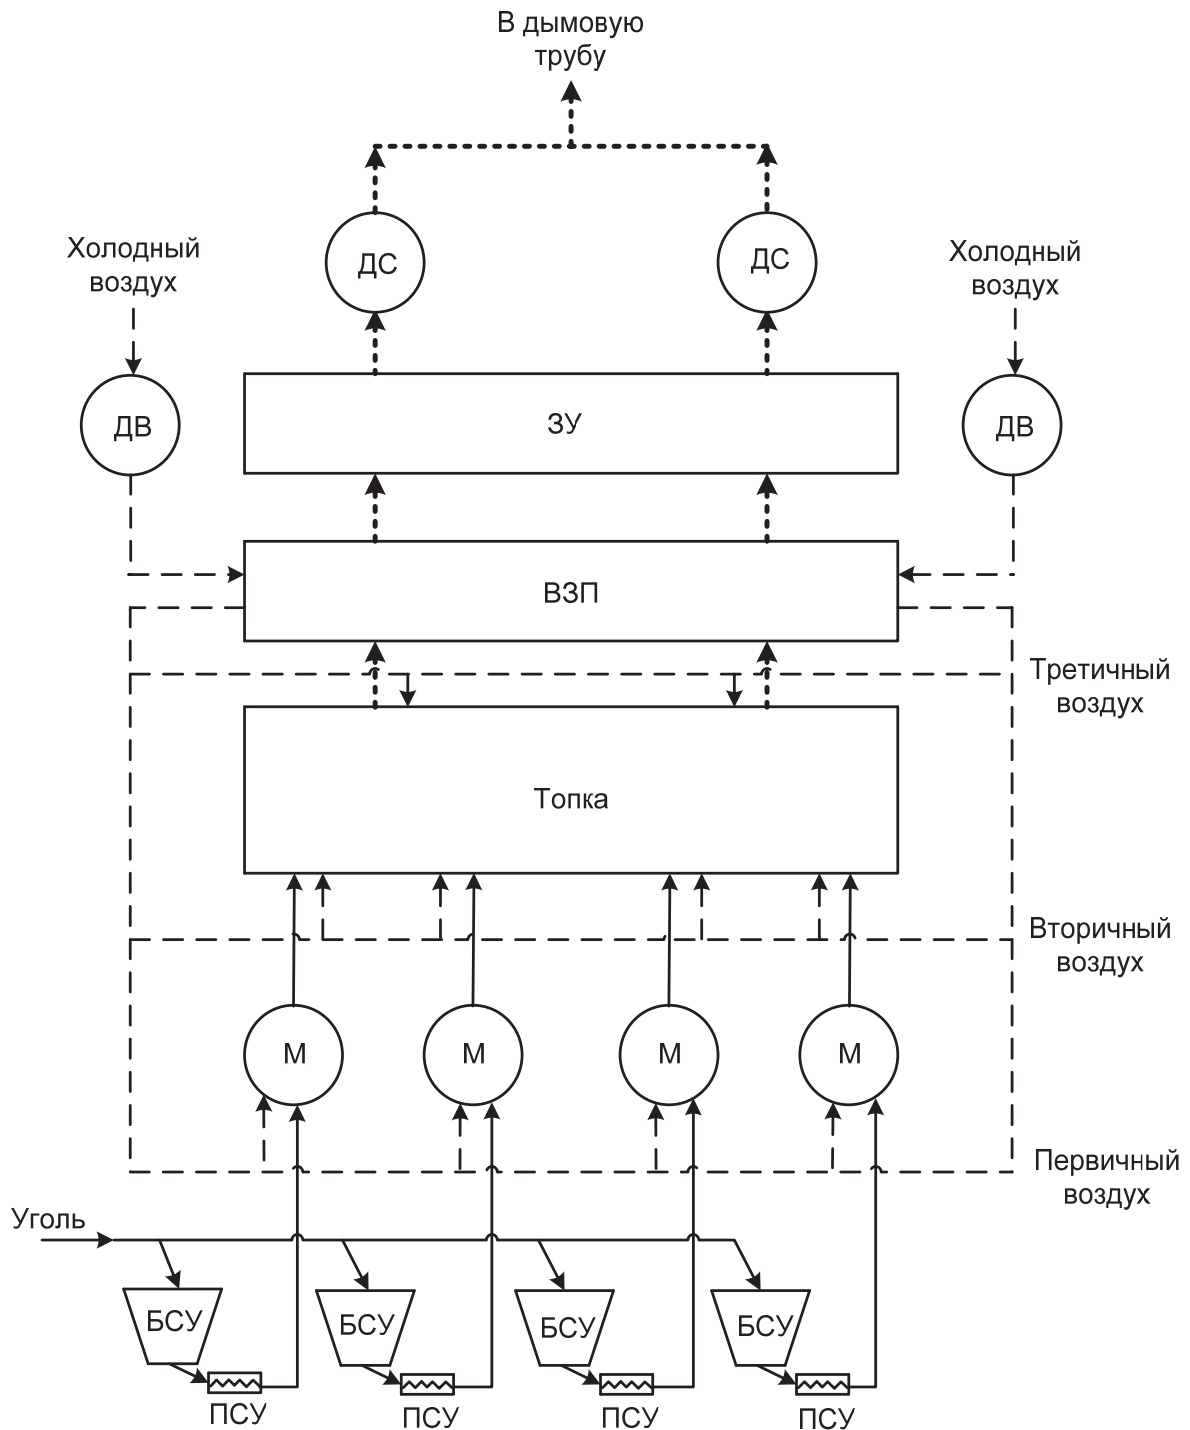 В дымовую
трубу
Холодный
воздух
ДС
ДС
Холодный
воздух
ДВ
ЗУ
ДВ
ВЗП
Третичный
воздух
Топка
Вторичный
воздух
М
М
М
М
Первичный
воздух
Уголь
БСУ
БСУ
БСУ
БСУ
ПСУ
ПСУ
ПСУ
ПСУ